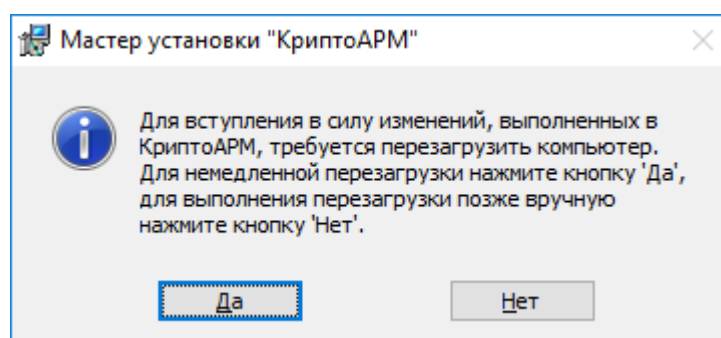 Мастер установки "КриптоАРМ"
Для вступления в силу изменений, выполненных в
КриптоАРМ, требуется перезагрузить компьютер.
Для немедленной перезагрузки нажмите кнопку 'Да',
для выполнения перезагрузки позже вручную
нажмите кнопку 'Нет'.
Да Нет